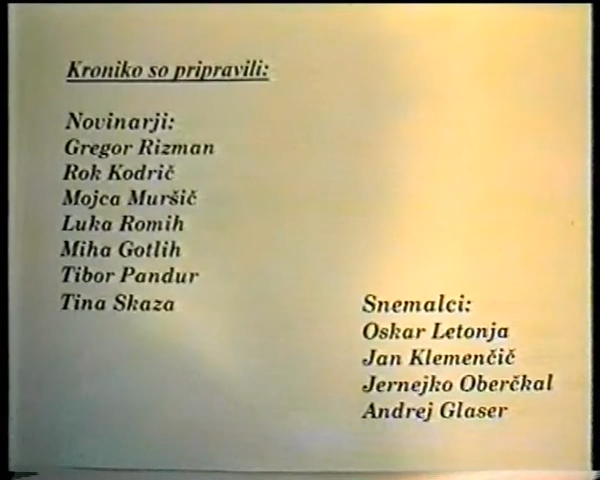 Kroniko so pripravili:
Novinarji:
Gregor Rizman
Rok Kodrič
Mojca Muršič
Luka Romih
Miha Gotlih
Tibor Pandur
Tina Skaza
Snemalci:
Oskar Letonja
Jan Klemenčič
Jernejko Oberčkal
Andrej Glaser